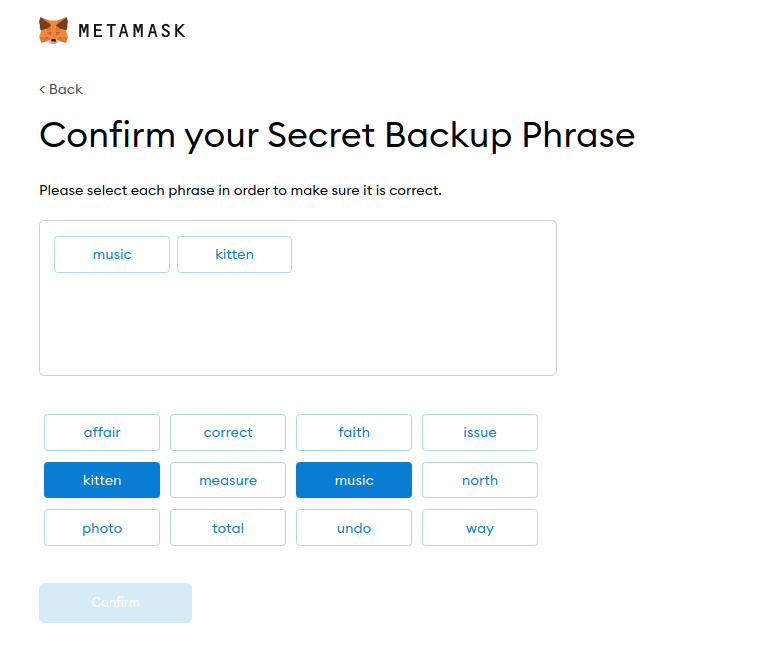 METAMASK
< Back
Confirm your Secret Backup Phrase
Please select each phrase in order to make sure it is correct.
music kitten
affair correct faith issue
kitten measure music north
photo total undo way
Confirm